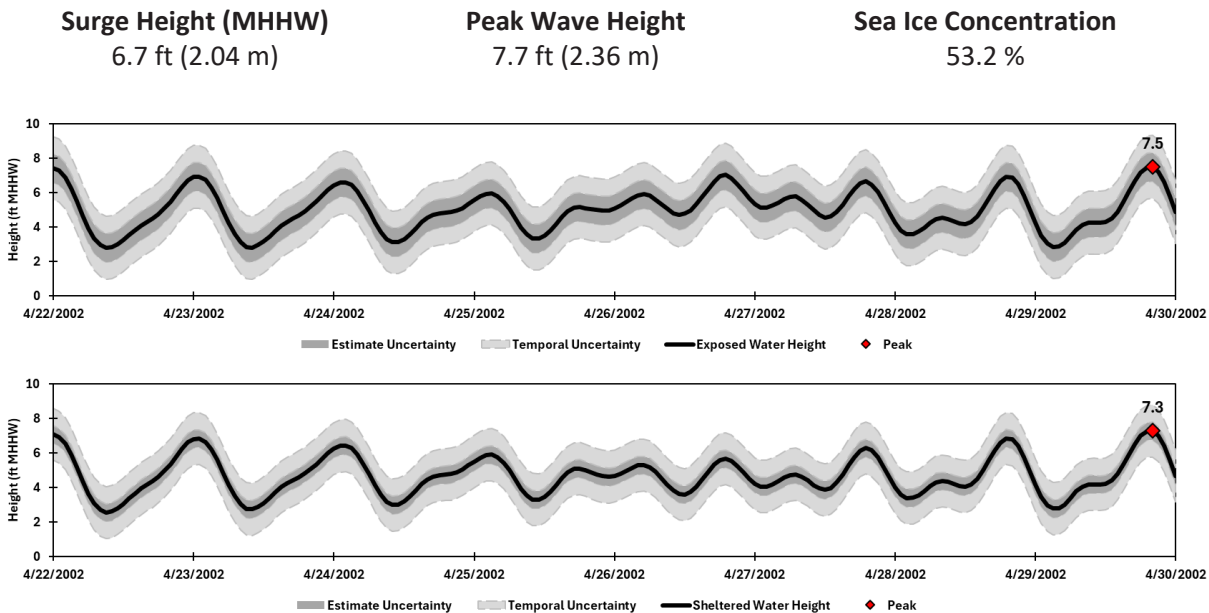 Surge Height (MHHW) Peak Wave Height Sea Ice Concentration
6.7 ft (2.04 m) 7.7 ft (2.36 m) 53.2 %
Height (ft MHHW)
10
8
6
4
2
0
7.5
4/22/2002 4/23/2002 4/24/2002 4/25/2002 4/26/2002 4/27/2002 4/28/2002 4/29/2002 4/30/2002
Estimate Uncertainty Temporal Uncertainty Exposed Water Height Peak
Height (ft MHHW)
10
8
6
4
2
0
7.3
4/22/2002 4/23/2002 4/24/2002 4/25/2002 4/26/2002 4/27/2002 4/28/2002 4/29/2002 4/30/2002
Estimate Uncertainty Temporal Uncertainty Sheltered Water Height Peak